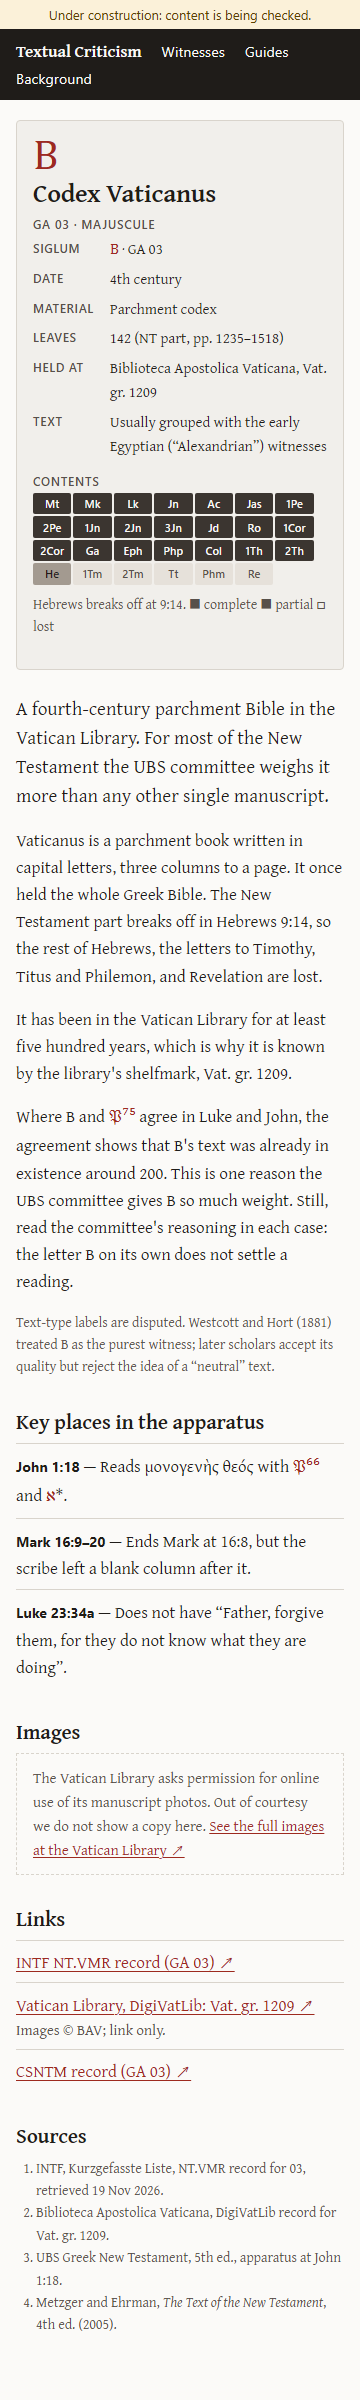 Under construction: content is being checked.
Textual Criticism Witnesses Guides
Background
B
Codex Vaticanus
GA 03 · MAJUSCULE
SIGLUM B · GA 03
DATE 4th century
MATERIAL Parchment codex
LEAVES 142 (NT part, pp. 1235–1518)
HELD AT Biblioteca Apostolica Vaticana, Vat.
gr. 1209
TEXT Usually grouped with the early
Egyptian (“Alexandrian”) witnesses
CONTENTS
Mt Mk Lk Jn Ac Jas 1Pe
2Pe 1Jn 2Jn 3Jn Jd Ro 1Cor
2Cor Ga Eph Php Col 1Th 2Th
He 1Tm 2Tm Tt Phm Re
Hebrews breaks off at 9:14. ■ complete ■ partial □
lost
A fourth-century parchment Bible in the
Vatican Library. For most of the New
Testament the UBS committee weighs it
more than any other single manuscript.
Vaticanus is a parchment book written in
capital letters, three columns to a page. It once
held the whole Greek Bible. The New
Testament part breaks off in Hebrews 9:14, so
the rest of Hebrews, the letters to Timothy,
Titus and Philemon, and Revelation are lost.
It has been in the Vatican Library for at least
five hundred years, which is why it is known
by the library's shelfmark, Vat. gr. 1209.
Where B and 𝔓⁷⁵ agree in Luke and John, the
agreement shows that B's text was already in
existence around 200. This is one reason the
UBS committee gives B so much weight. Still,
read the committee's reasoning in each case:
the letter B on its own does not settle a
reading.
Text-type labels are disputed. Westcott and Hort (1881)
treated B as the purest witness; later scholars accept its
quality but reject the idea of a “neutral” text.
Key places in the apparatus
John 1:18 — Reads μονογενὴς θεός with 𝔓⁶⁶
and ℵ*.
Mark 16:9–20 — Ends Mark at 16:8, but the
scribe left a blank column after it.
Luke 23:34a — Does not have “Father, forgive
them, for they do not know what they are
doing”.
Images
The Vatican Library asks permission for online
use of its manuscript photos. Out of courtesy
we do not show a copy here. See the full images
at the Vatican Library ↗
Links
INTF NT.VMR record (GA 03) ↗
Vatican Library, DigiVatLib: Vat. gr. 1209 ↗
Images © BAV; link only.
CSNTM record (GA 03) ↗
Sources
1. INTF, Kurzgefasste Liste, NT.VMR record for 03,
retrieved 19 Nov 2026.
2. Biblioteca Apostolica Vaticana, DigiVatLib record for
Vat. gr. 1209.
3. UBS Greek New Testament, 5th ed., apparatus at John
1:18.
4. Metzger and Ehrman, The Text of the New Testament,
4th ed. (2005).